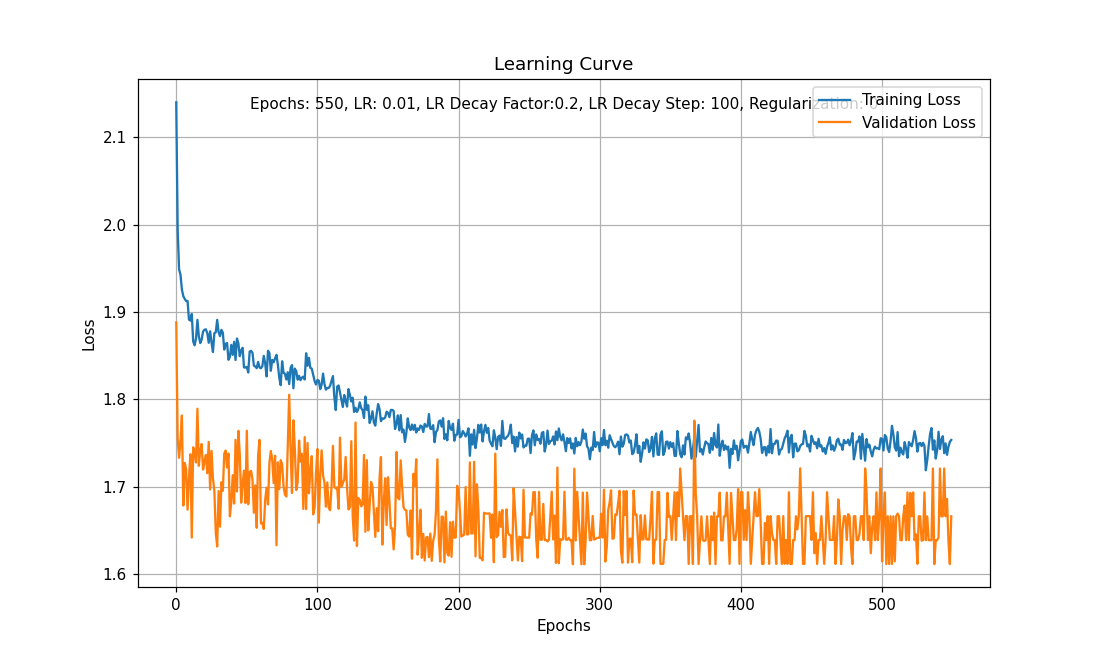 Learning Curve
Epochs: 550, LR: 0.01, LR Decay Factor:0.2, LR Decay Step: 100, Regularization: 0
Training Loss
Validation Loss
2.1
2.0
1.9
1.8
1.7
1.6
Loss
0 100 200 300 400 500
Epochs